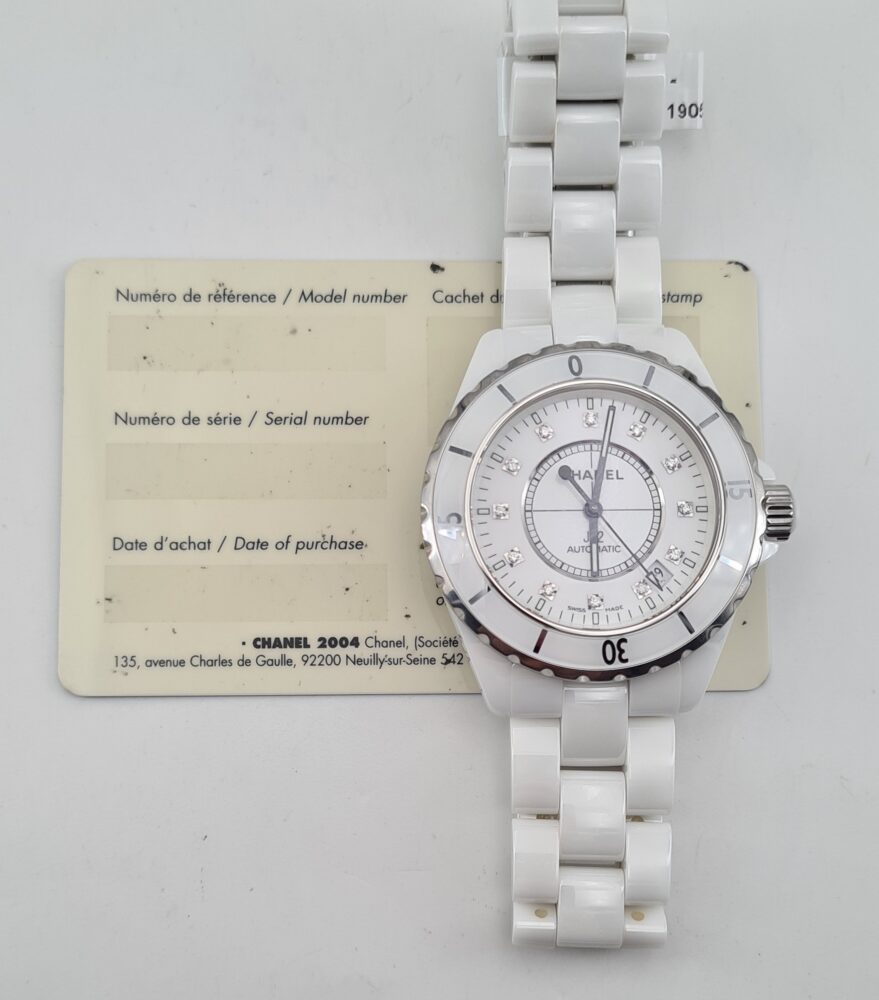 1905
Numéro de référence / Model number
Cachet d
stamp
Numéro de série / Serial number
Date d'achat / Date of purchase
CHANEL 2004 Chanel, (Société
135, avenue Charles de Gaulle, 92200 Neuilly-sur-Seine 542
0
15
30
45
HANEL
J12
AUTOMATIC
19
SWISS MADE